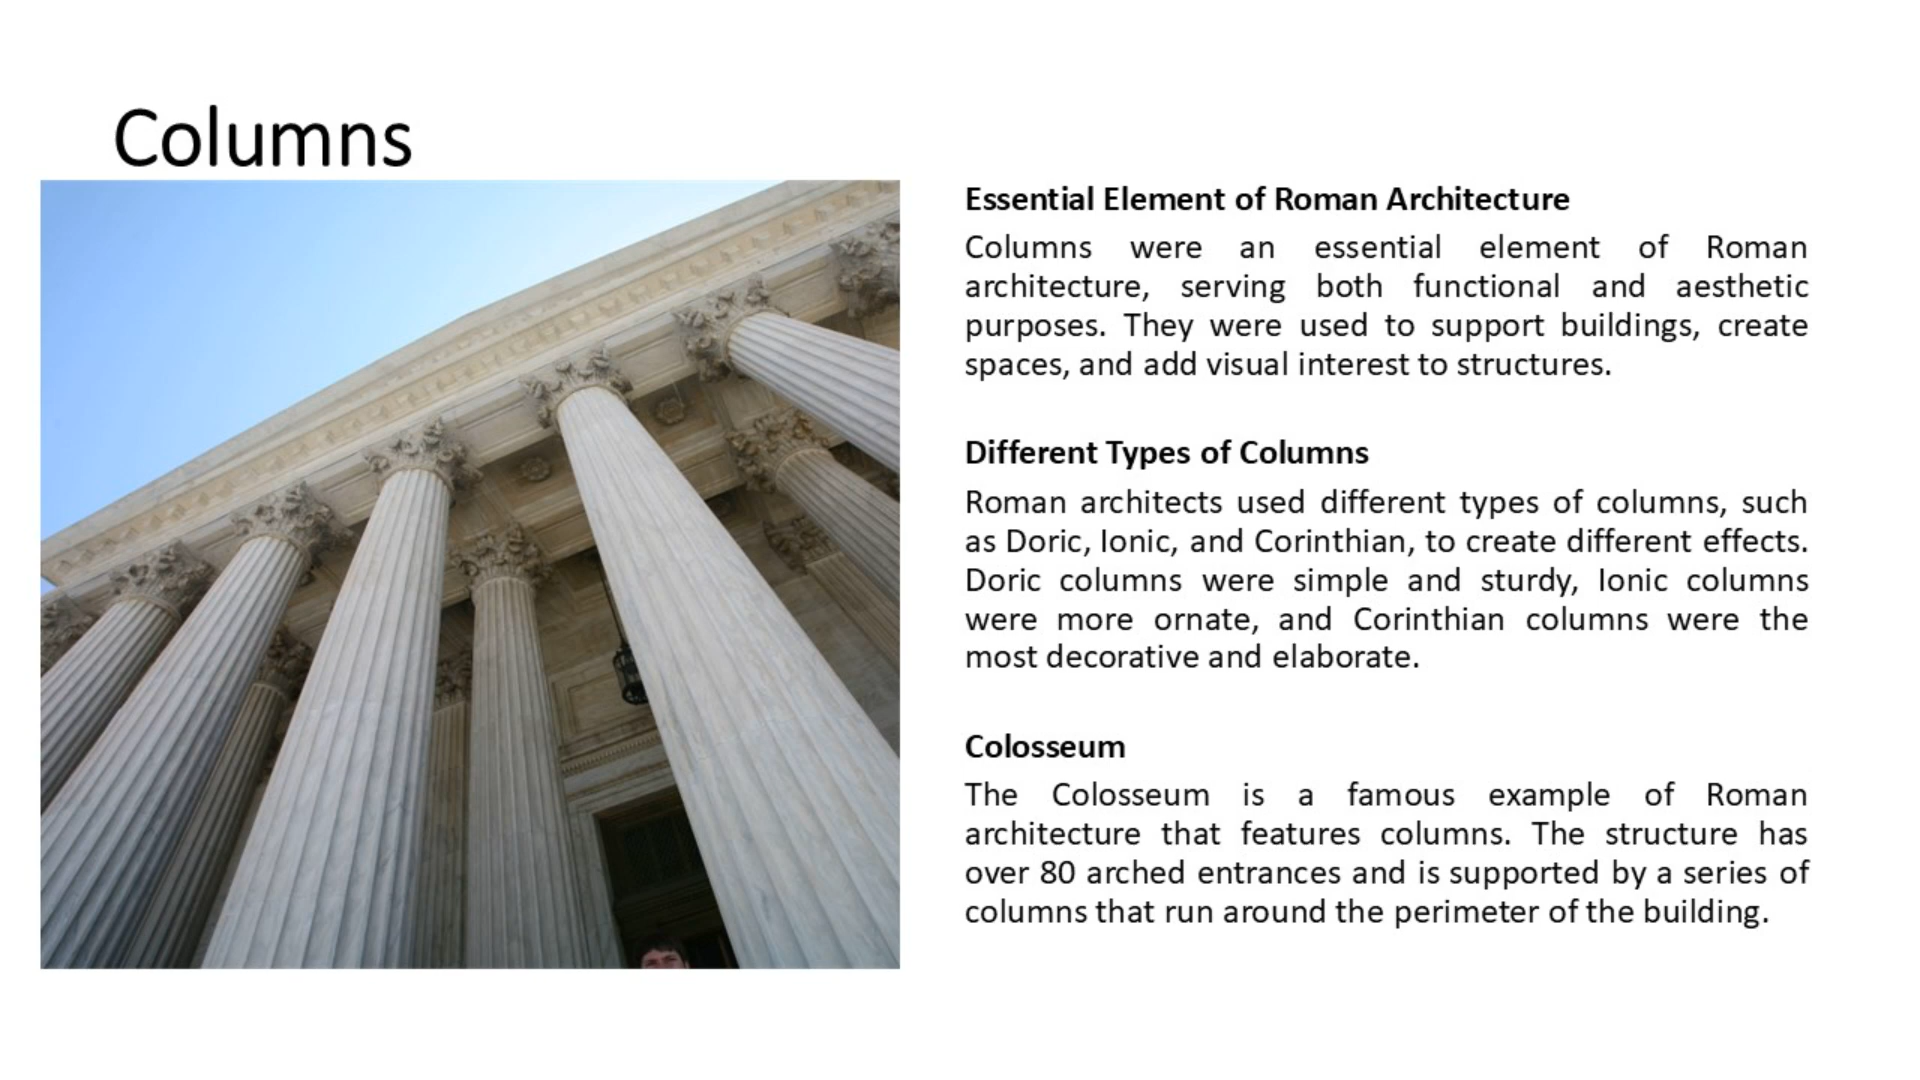 Columns
Essential Element of Roman Architecture
Columns were an essential element of Roman
architecture, serving both functional and aesthetic
purposes. They were used to support buildings, create
spaces, and add visual interest to structures.
Different Types of Columns
Roman architects used different types of columns, such
as Doric, Ionic, and Corinthian, to create different effects.
Doric columns were simple and sturdy, Ionic columns
were more ornate, and Corinthian columns were the
most decorative and elaborate.
Colosseum
The Colosseum is a famous example of Roman
architecture that features columns. The structure has
over 80 arched entrances and is supported by a series of
columns that run around the perimeter of the building.